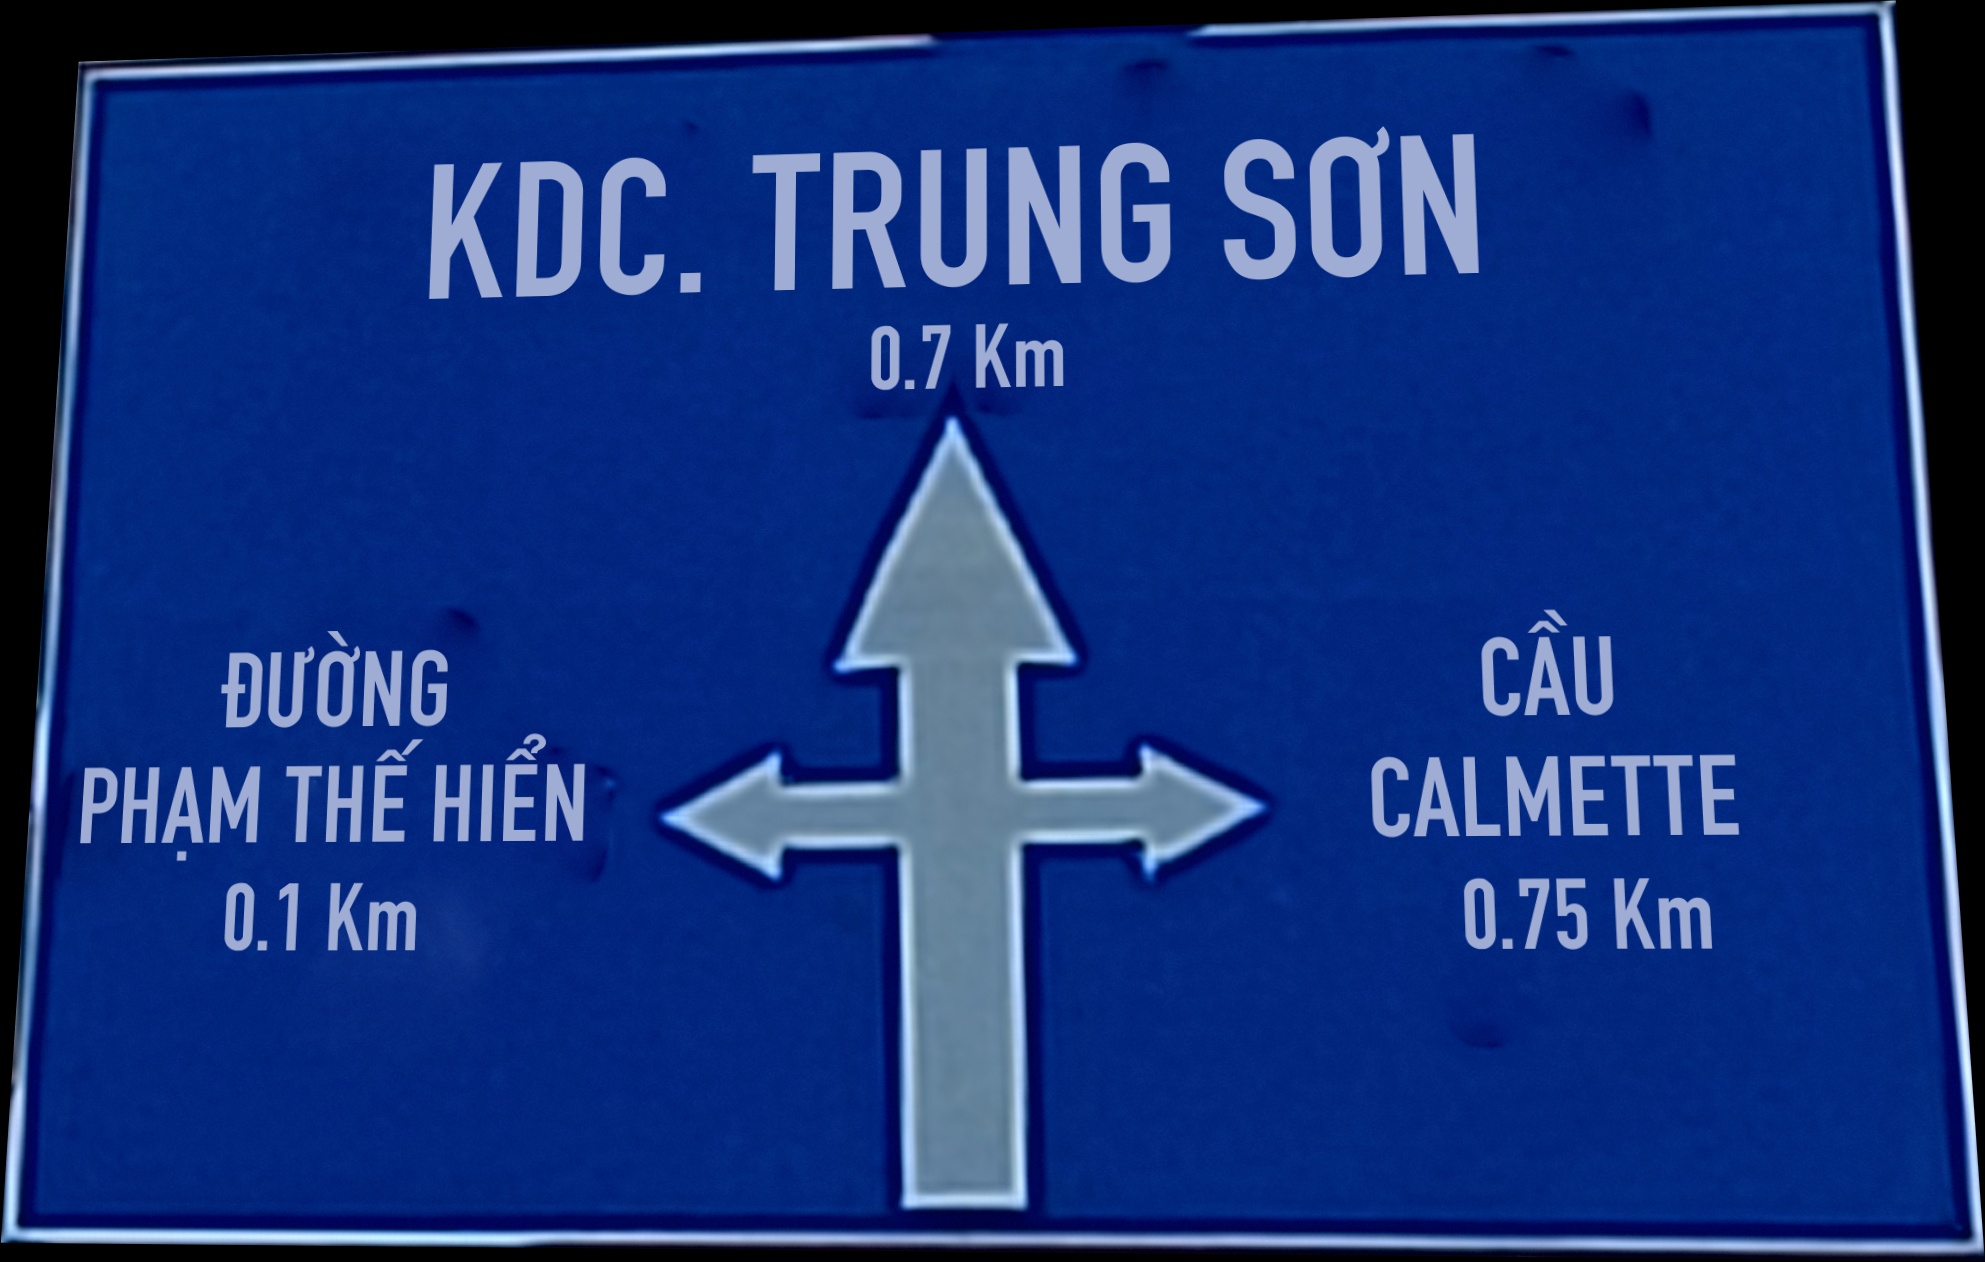 KDC. TRUNG SƠN
0.7 Km
ĐƯỜNG
PHẠM THẾ HIỂN
0.1 Km
CẦU
CALMETTE
0.75 Km